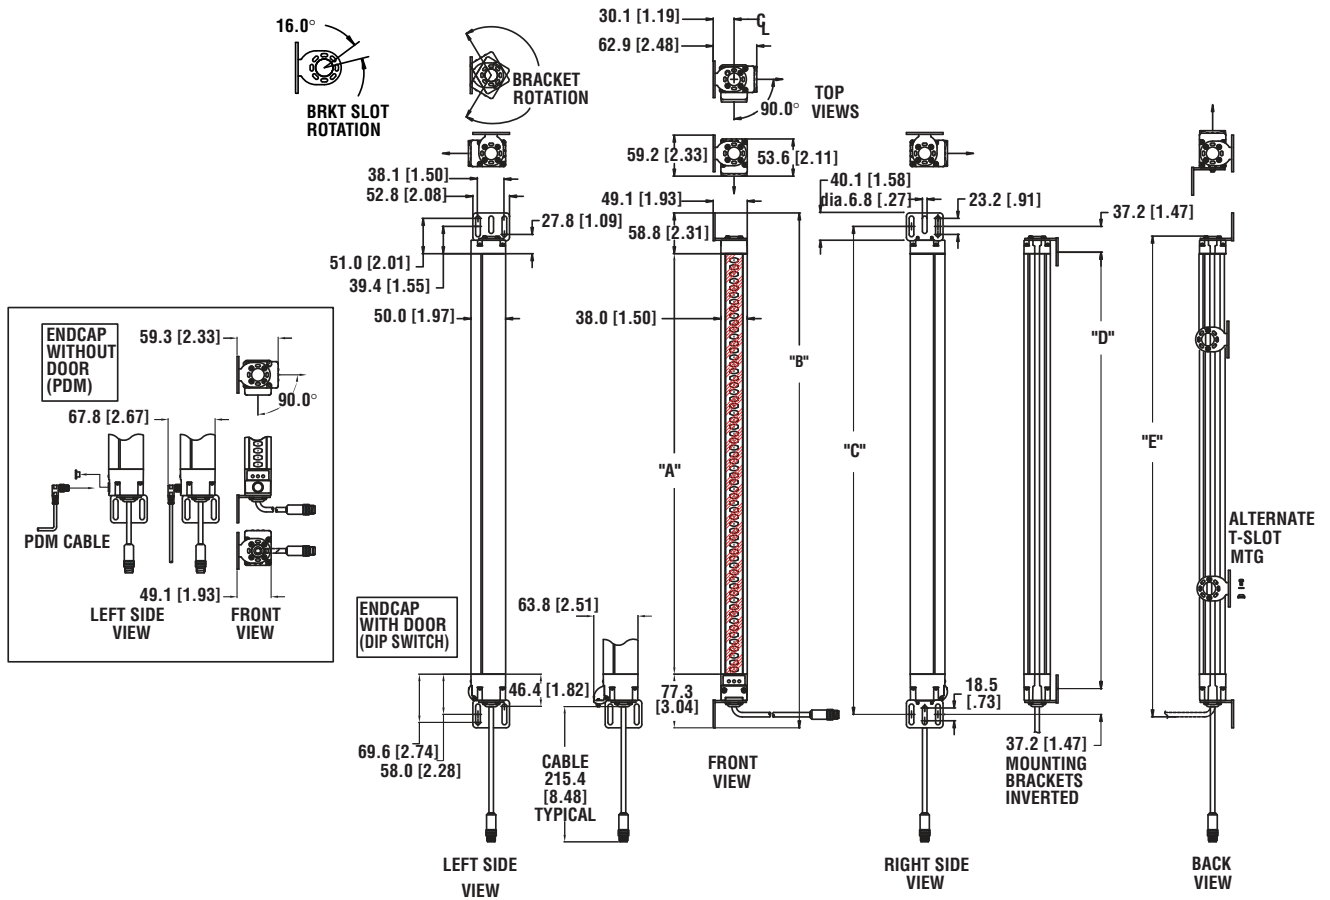 16.0°
BRKT SLOT
ROTATION
BRACKET
ROTATION
30.1 [1.19]
CL
62.9 [2.48]
90.0°
TOP
VIEWS
59.2 [2.33]
53.6 [2.11]
38.1 [1.50]
52.8 [2.08]
27.8 [1.09]
51.0 [2.01]
39.4 [1.55]
50.0 [1.97]
49.1 [1.93]
58.8 [2.31]
38.0 [1.50]
"A"
"B"
40.1 [1.58]
dia.6.8 [.27]
23.2 [.91]
37.2 [1.47]
"C"
"D"
"E"
ALTERNATE
T-SLOT
MTG
ENDCAP
WITHOUT
DOOR
(PDM)
59.3 [2.33]
90.0°
67.8 [2.67]
PDM CABLE
49.1 [1.93]
LEFT SIDE
VIEW
FRONT
VIEW
ENDCAP
WITH DOOR
(DIP SWITCH)
63.8 [2.51]
46.4 [1.82]
69.6 [2.74]
58.0 [2.28]
CABLE
215.4
[8.48]
TYPICAL
77.3
[3.04]
18.5
[.73]
37.2 [1.47]
MOUNTING
BRACKETS
INVERTED
LEFT SIDE
VIEW
FRONT
VIEW
RIGHT SIDE
VIEW
BACK
VIEW